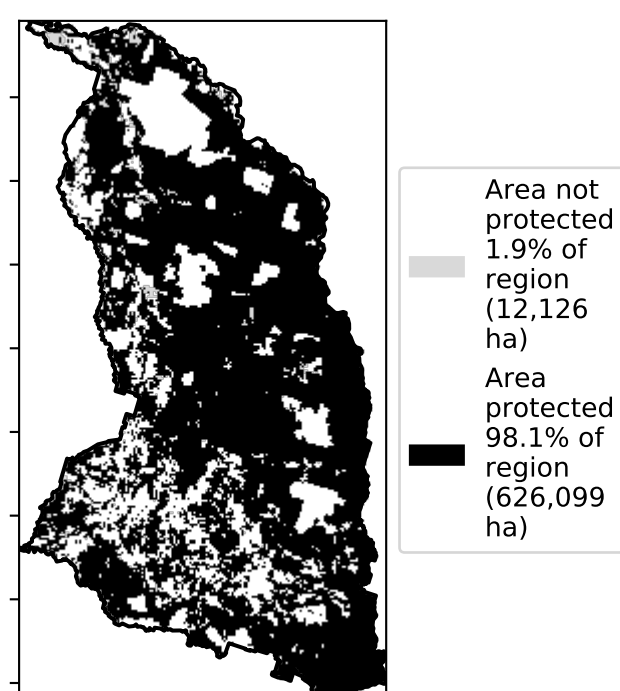 Area not
protected
1.9% of
region
(12,126
ha)
Area
protected
98.1% of
region
(626,099
ha)